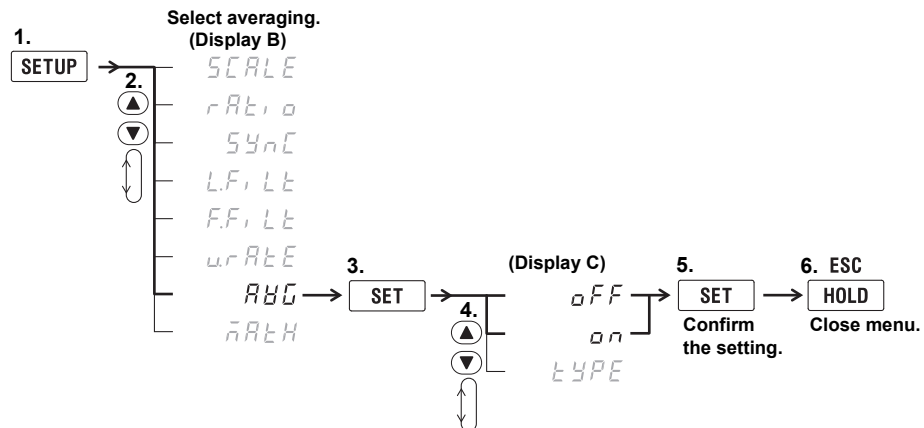 Select averaging.
(Display B)
1.
SETUP
2.
SCALE
rAtio
SYnC
L.FiLt
F.FiLt
u.rAtE
AVG
mAtH
3.
SET
(Display C)
4.
oFF
on
tYPE
5.
SET
Confirm
the setting.
6. ESC
HOLD
Close menu.